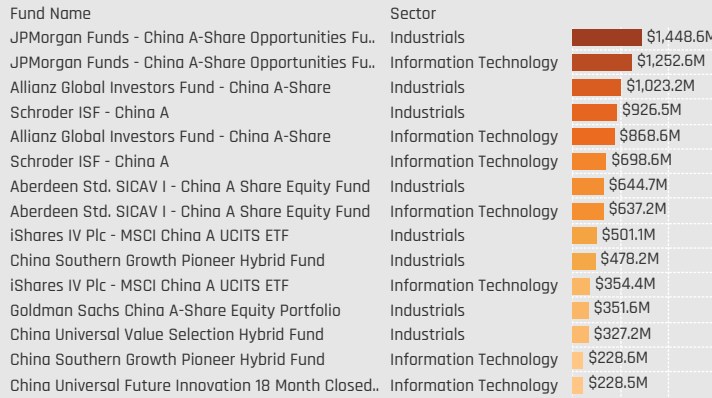 Fund Name Sector
JPMorgan Funds - China A-Share Opportunities Fu.. Industrials $1,448.6M
JPMorgan Funds - China A-Share Opportunities Fu.. Information Technology $1,252.6M
Allianz Global Investors Fund - China A-Share Industrials $1,023.2M
Schroder ISF - China A Industrials $926.5M
Allianz Global Investors Fund - China A-Share Information Technology $868.6M
Schroder ISF - China A Information Technology $698.6M
Aberdeen Std. SICAV I - China A Share Equity Fund Industrials $644.7M
Aberdeen Std. SICAV I - China A Share Equity Fund Information Technology $637.2M
iShares IV Plc - MSCI China A UCITS ETF Industrials $501.1M
China Southern Growth Pioneer Hybrid Fund Industrials $478.2M
iShares IV Plc - MSCI China A UCITS ETF Information Technology $354.4M
Goldman Sachs China A-Share Equity Portfolio Industrials $351.6M
China Universal Value Selection Hybrid Fund Industrials $327.2M
China Southern Growth Pioneer Hybrid Fund Information Technology $228.6M
China Universal Future Innovation 18 Month Closed.. Information Technology $228.5M